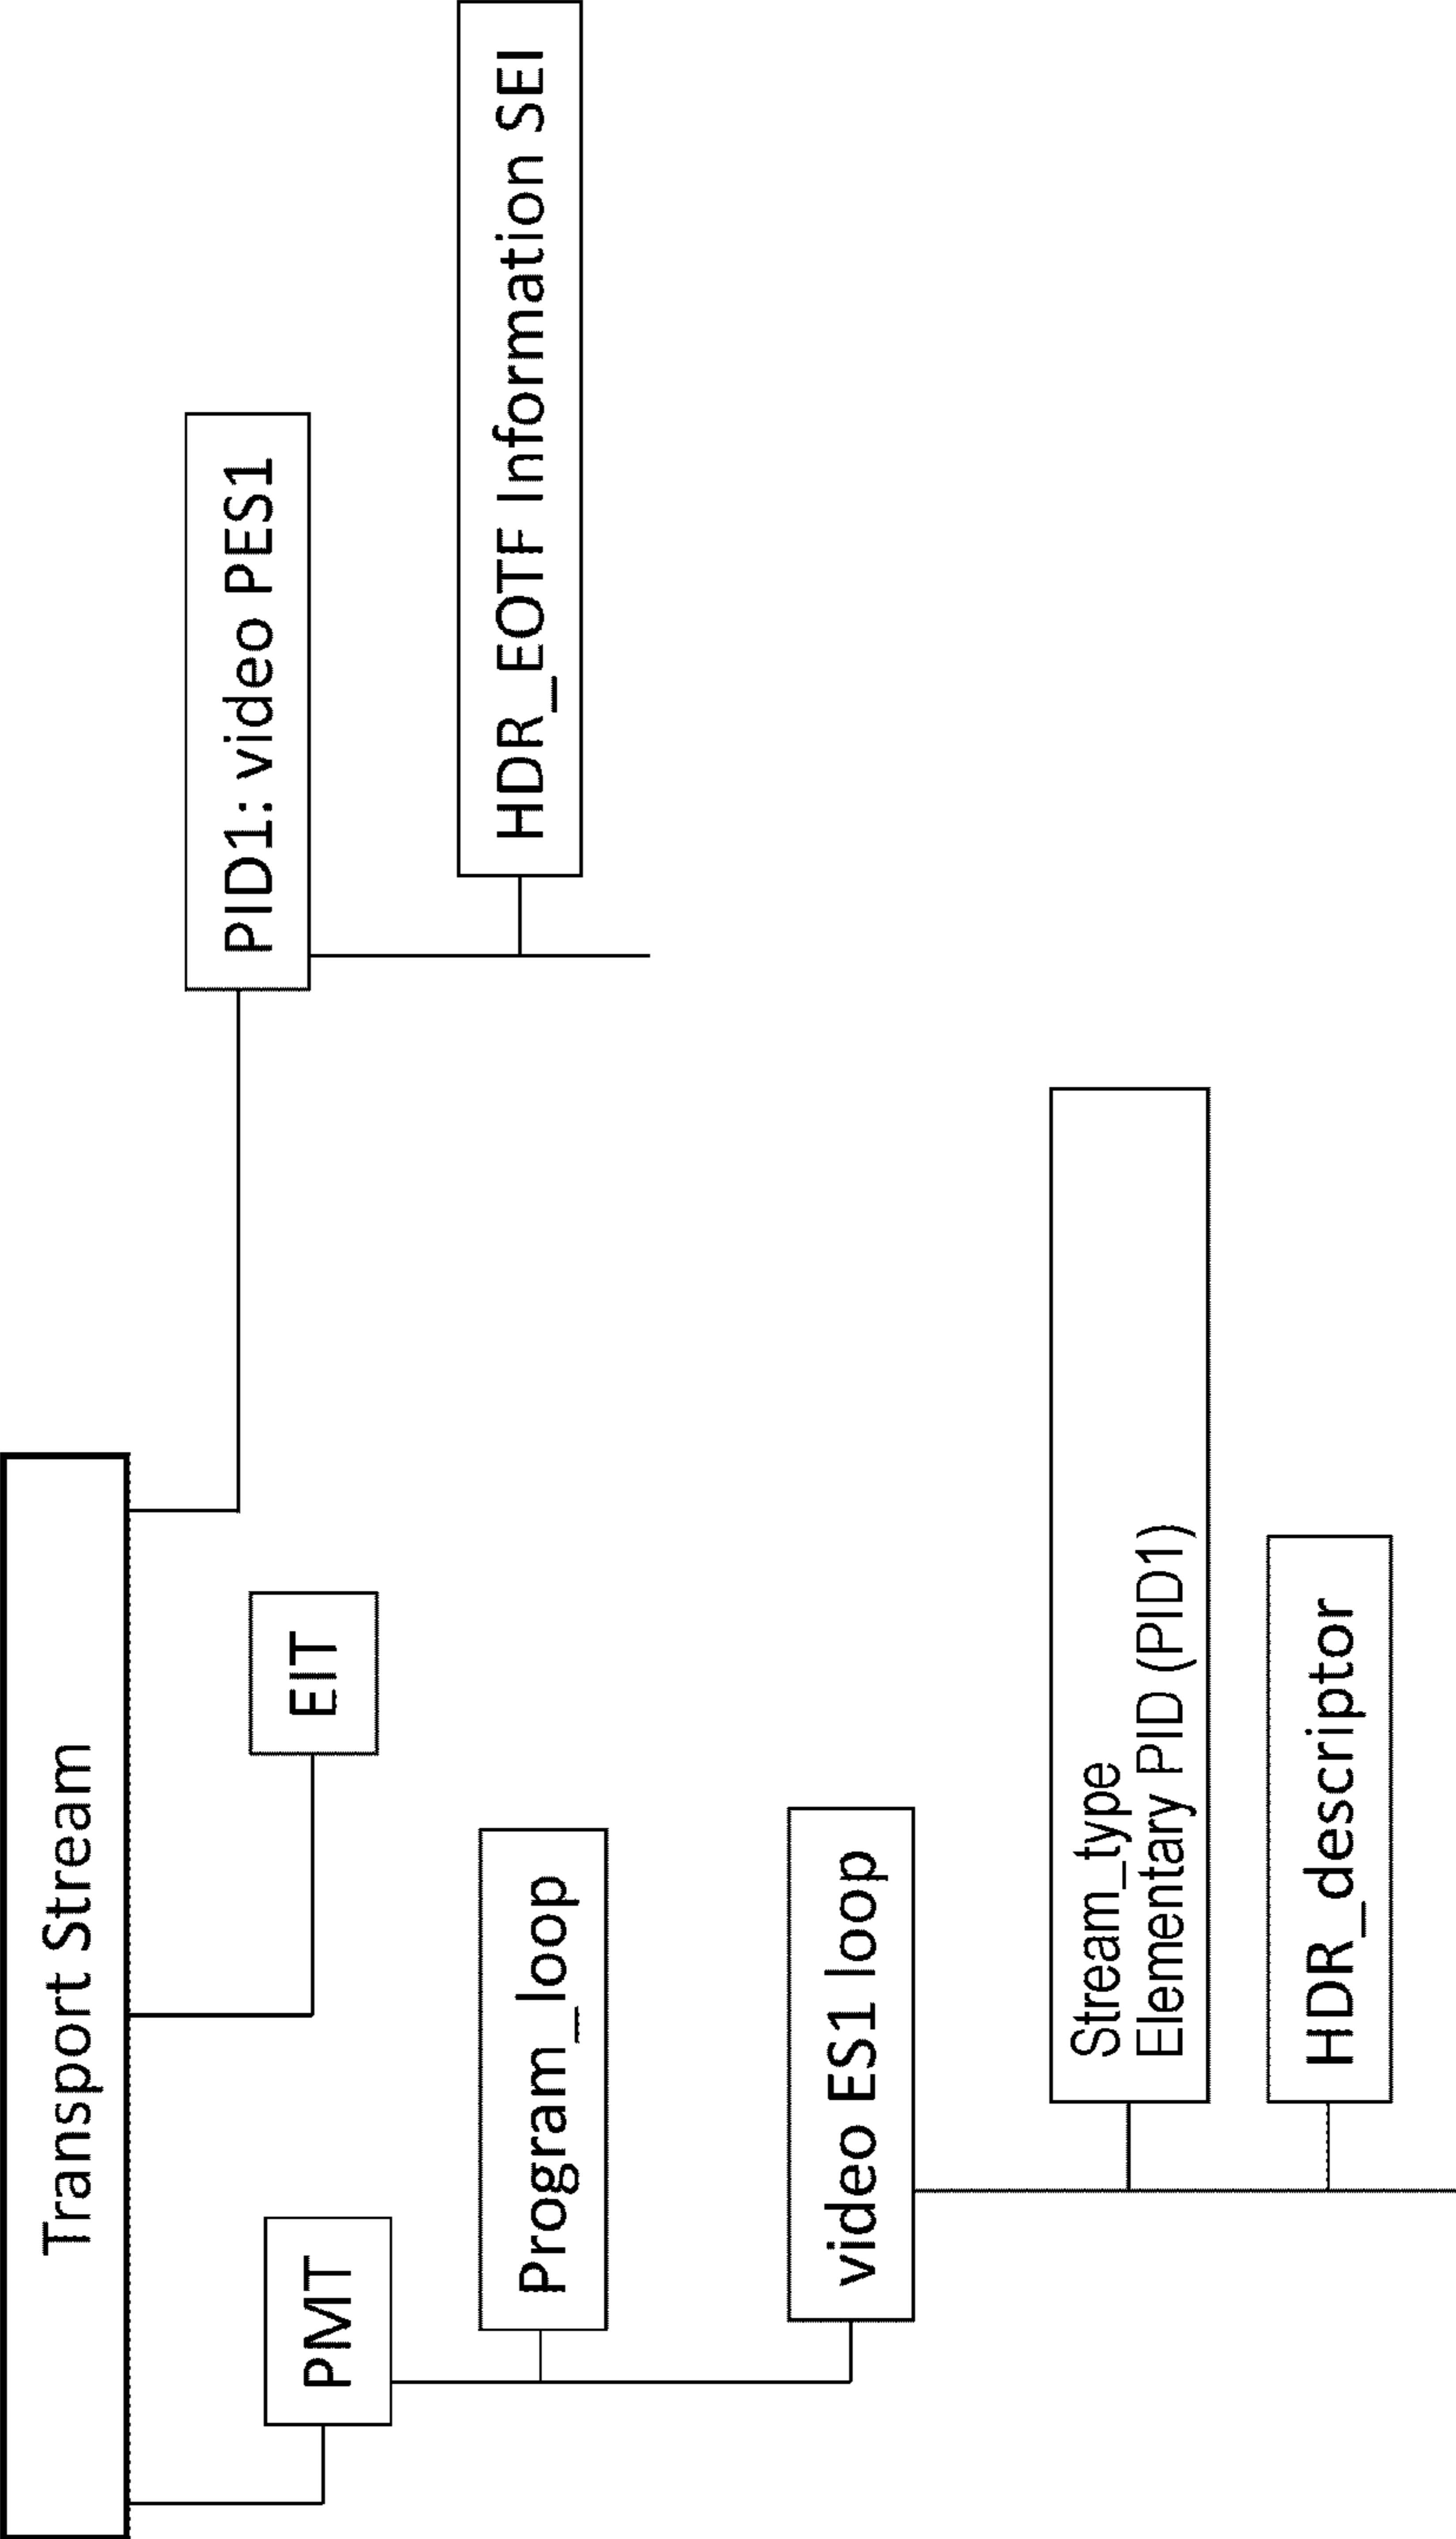 Transport Stream
PMT
EIT
PID1: video PES1
Program_loop
HDR_EOTF Information SEI
video ES1 loop
Stream_type
Elementary PID (PID1)
HDR_descriptor